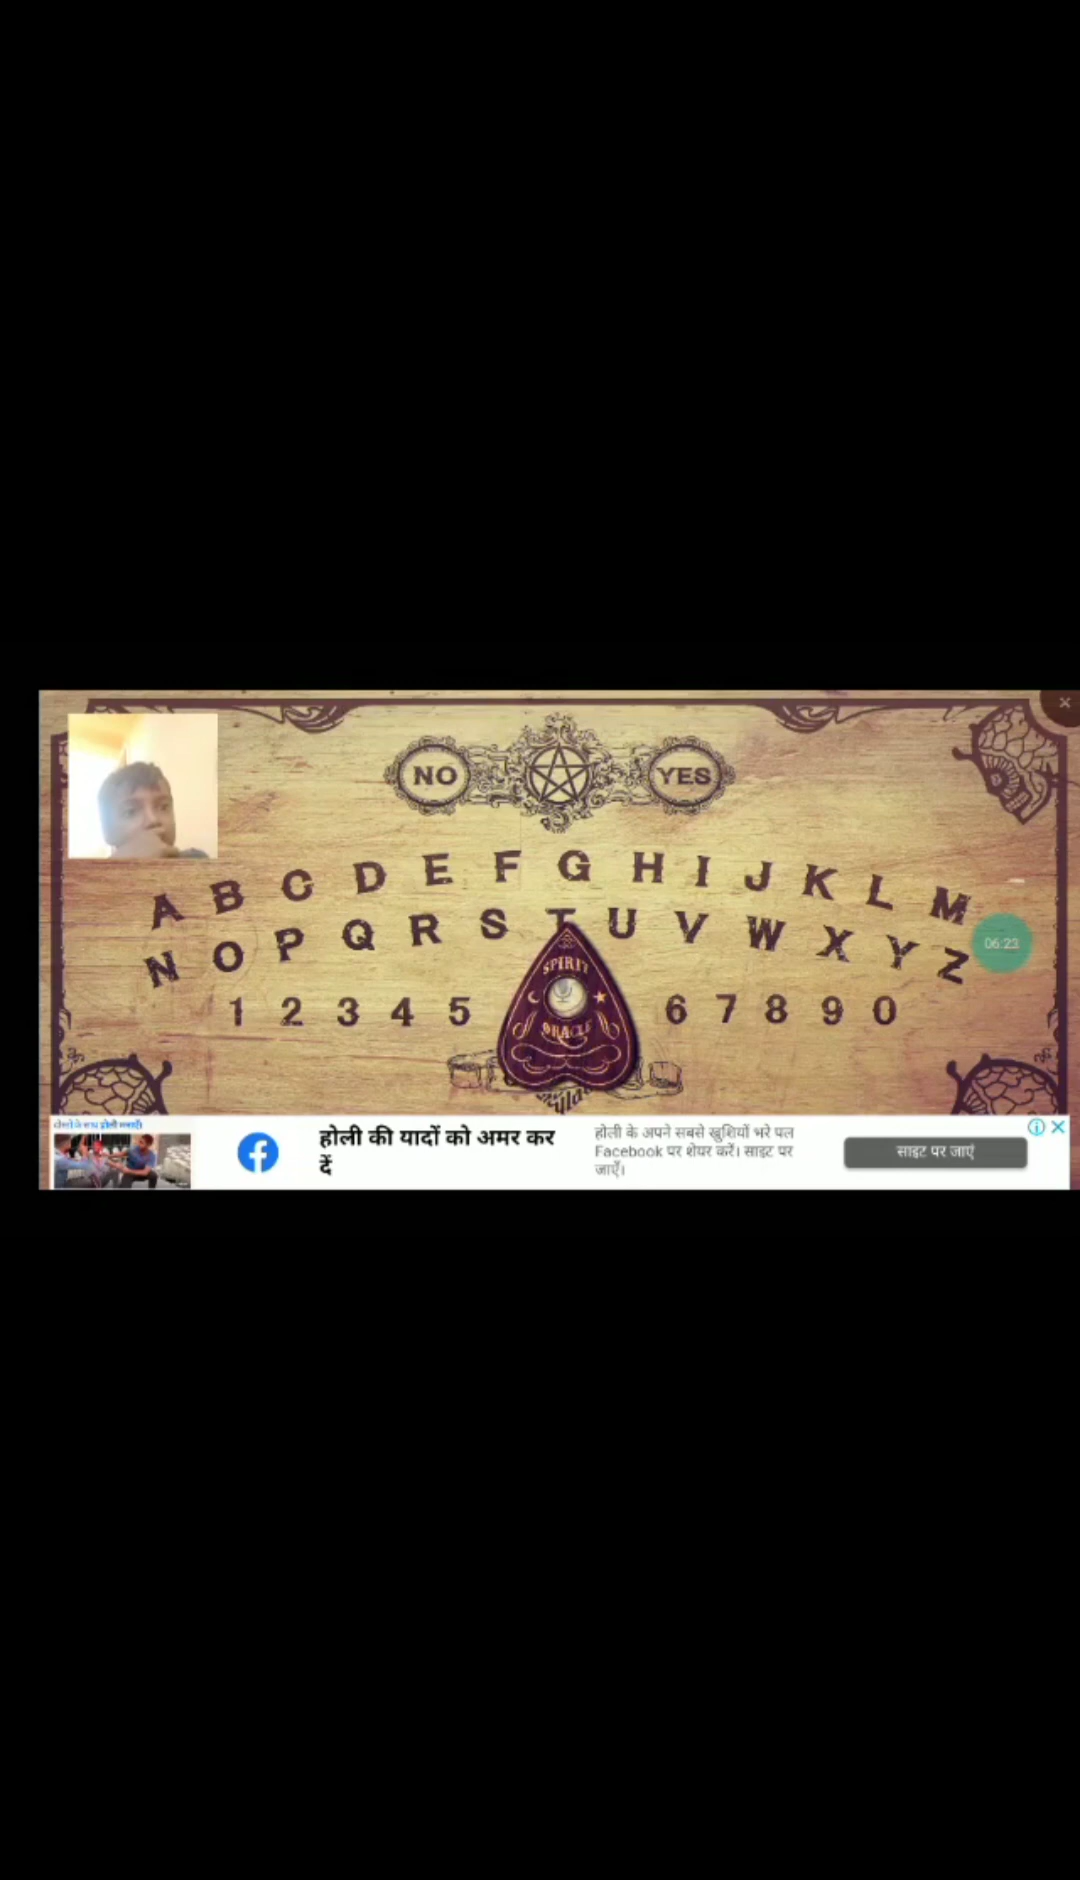 NO YES
A B C D E F G H I J K L M
N O P Q R S T U V W X Y Z
06:23
SPIRIT
ORACLE
1 2 3 4 5 6 7 8 9 0
होली की यादों को अमर कर
दें
होली के अपने सबसे खुशियों भरे पल
Facebook पर शेयर करें। साइट पर
जाएँ।
साइट पर जाएं